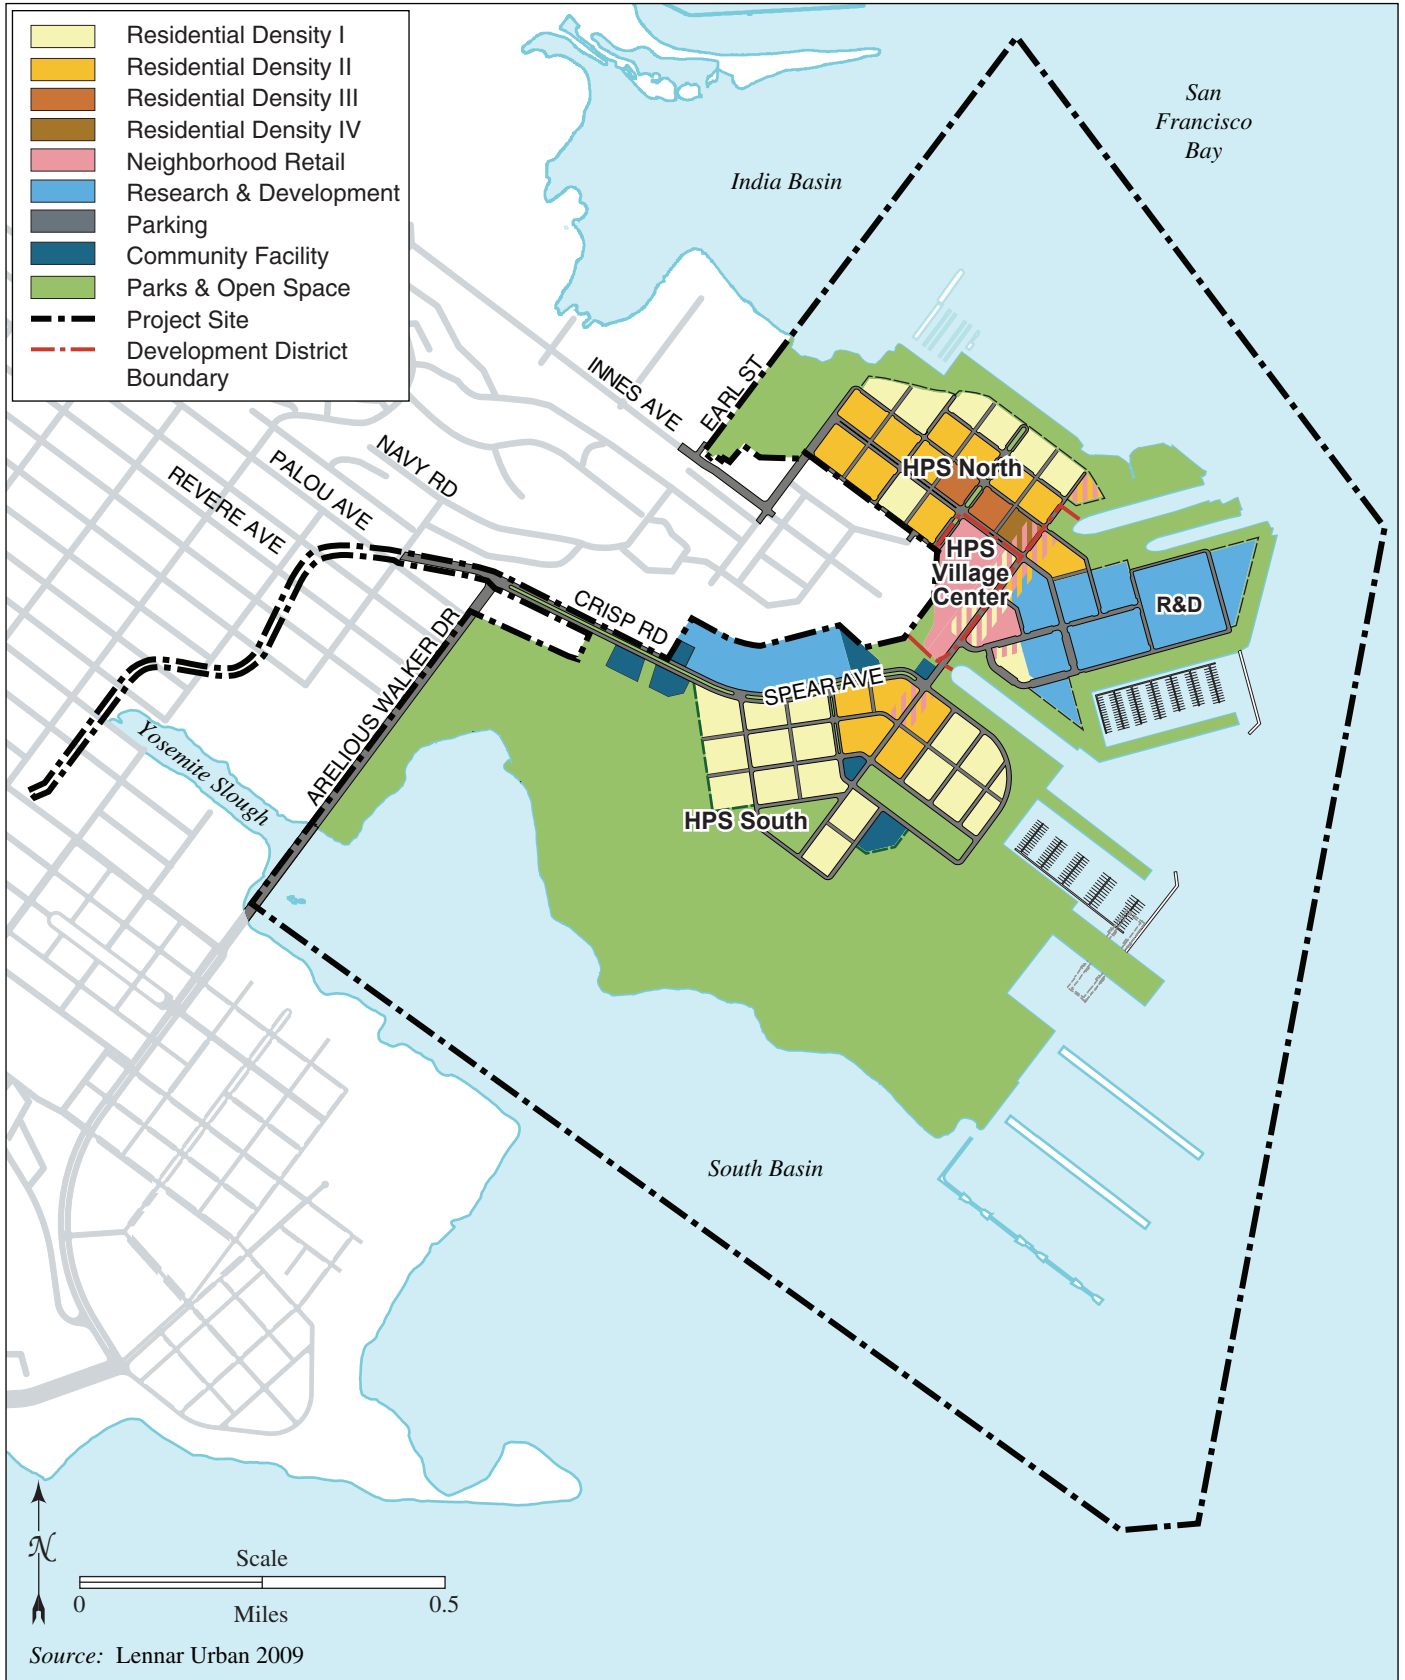 Residential Density I
Residential Density II
Residential Density III
Residential Density IV
Neighborhood Retail
Research & Development
Parking
Community Facility
Parks & Open Space
Project Site
Development District
Boundary
San
Francisco
Bay
India Basin
INNES AVE
EARL ST
NAVY RD
PALOU AVE
REVERE AVE
HPS North
HPS
Village
Center
R&D
CRISP RD
SPEAR AVE
ARELIOUS WALKER DR
Yosemite Slough
HPS South
South Basin
N
Scale
0
0.5
Miles
Source: Lennar Urban 2009